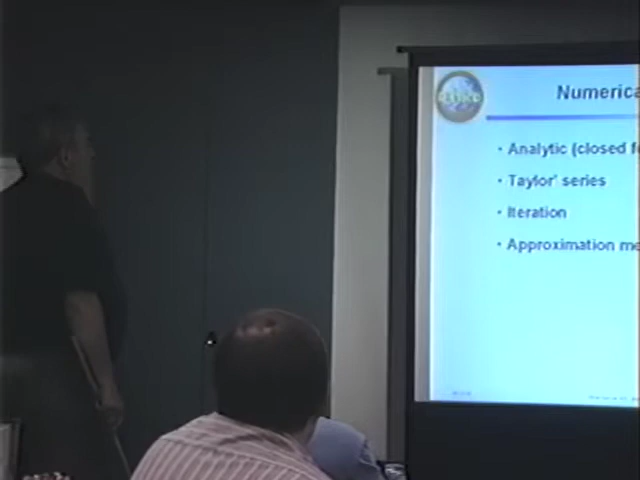 Numerica
• Analytic (closed f
• Taylor' series
• Iteration
• Approximation me